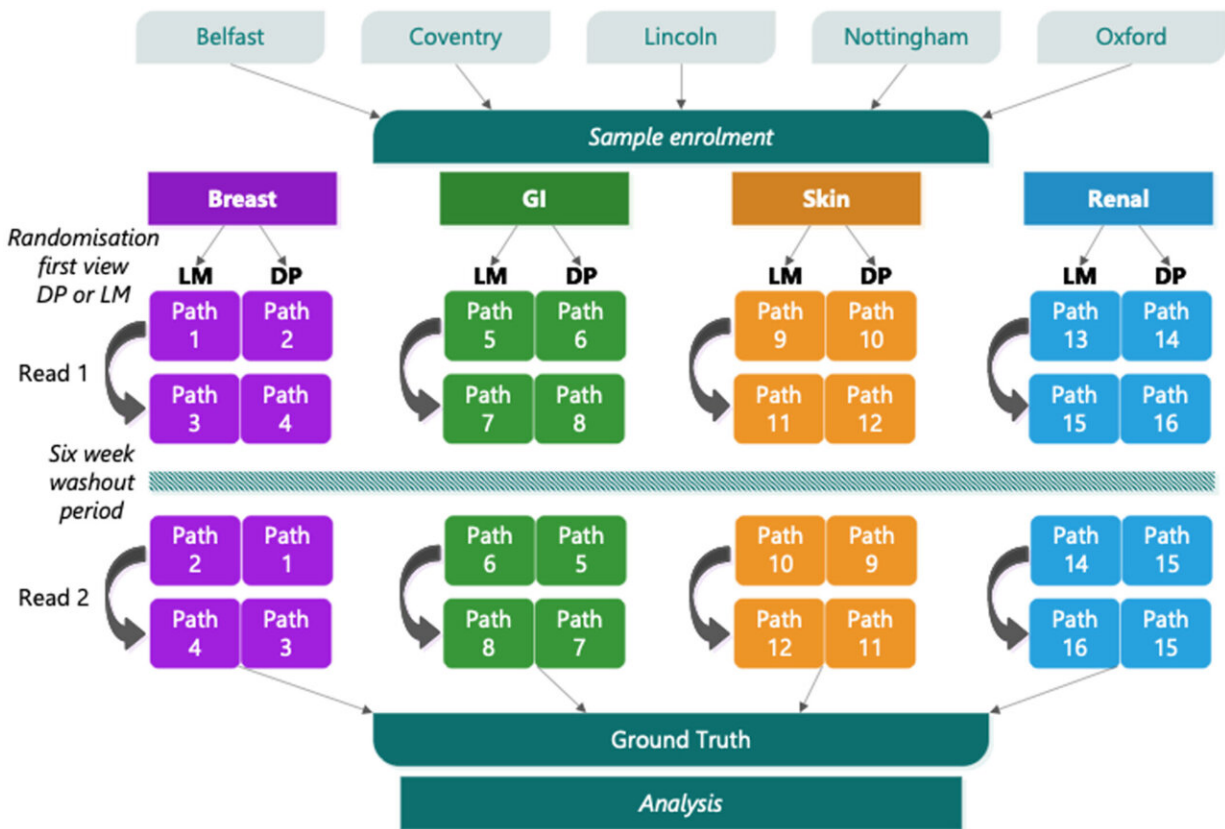 Belfast
Coventry
Lincoln
Nottingham
Oxford
Sample enrolment
Breast
GI
Skin
Renal
Randomisation
first view
DP or LM
LM DP
LM DP
LM DP
LM DP
Read 1
Path 1
Path 2
Path 5
Path 6
Path 9
Path 10
Path 13
Path 14
Path 3
Path 4
Path 7
Path 8
Path 11
Path 12
Path 15
Path 16
Six week
washout
period
Read 2
Path 2
Path 1
Path 6
Path 5
Path 10
Path 9
Path 14
Path 15
Path 4
Path 3
Path 8
Path 7
Path 12
Path 11
Path 16
Path 15
Ground Truth
Analysis